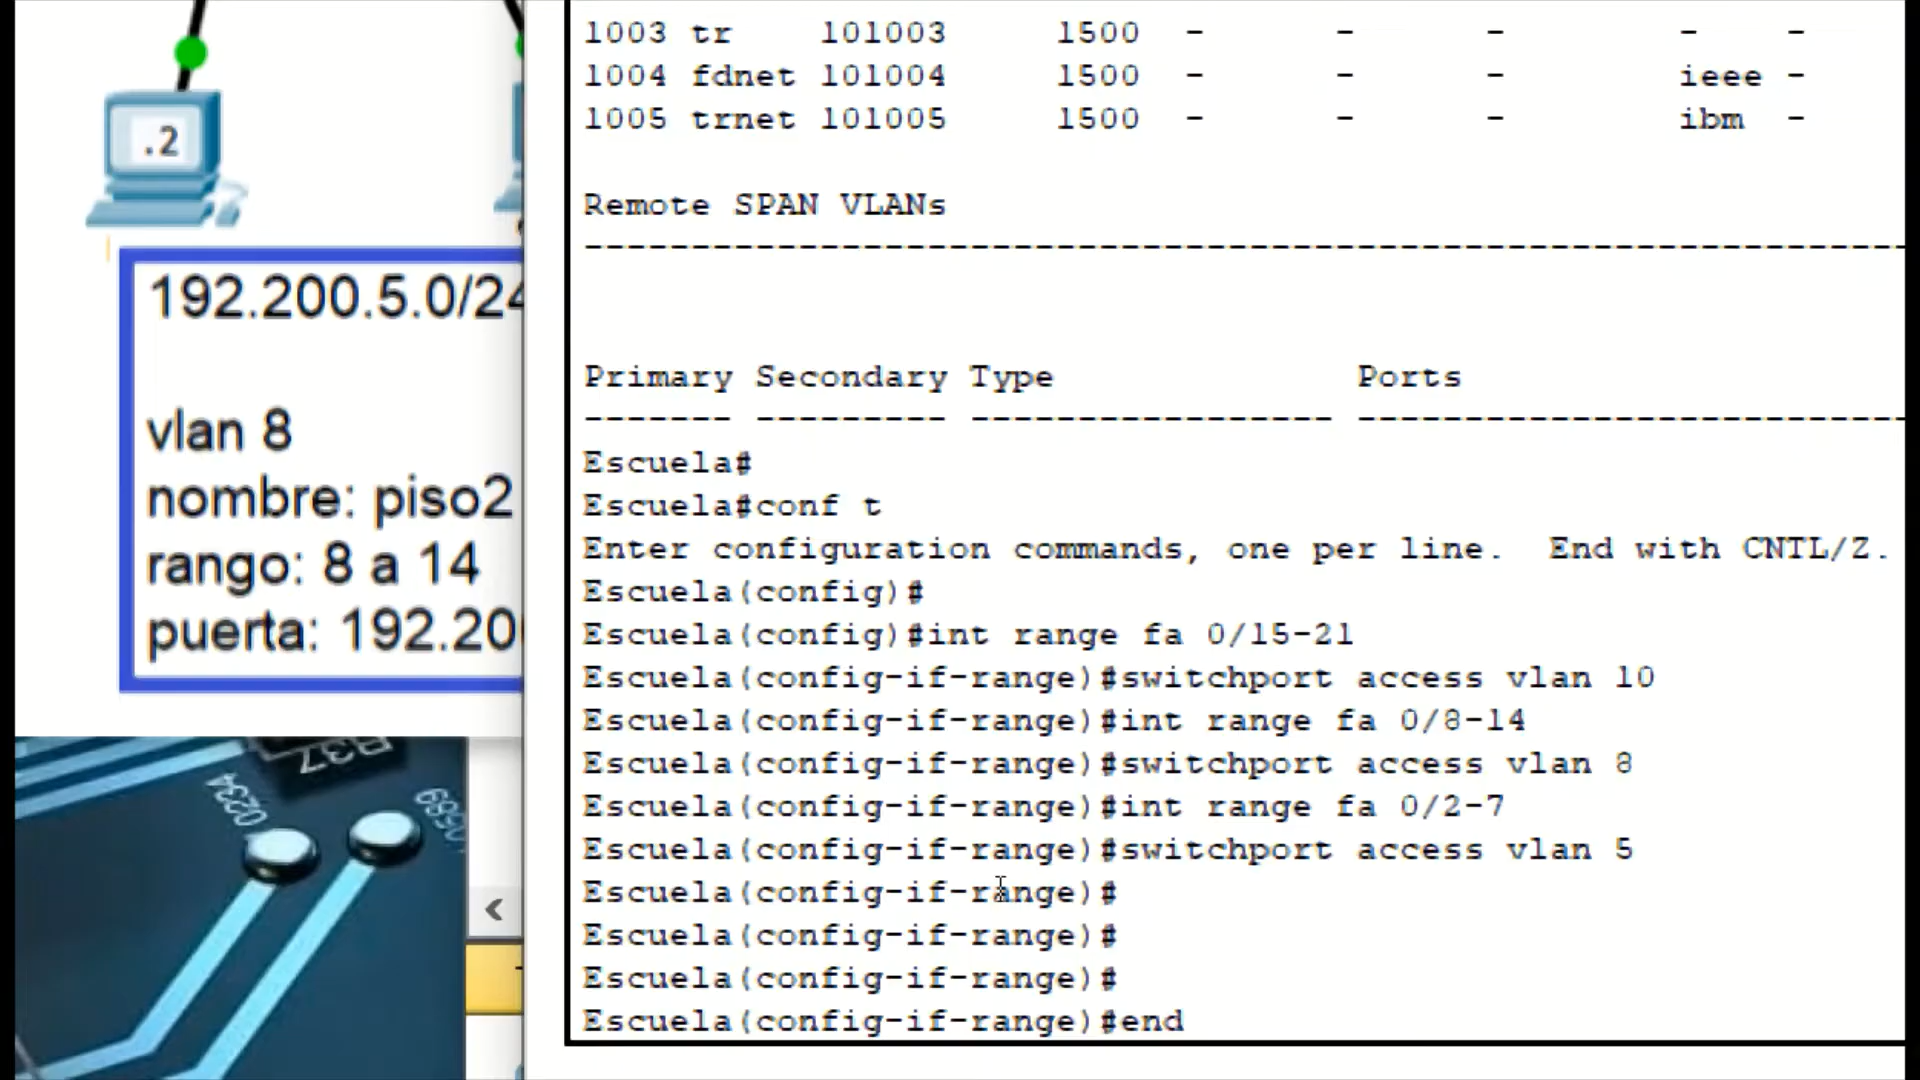 .2
192.200.5.0/24
vlan 8
nombre: piso2
rango: 8 a 14
puerta: 192.20
R37
0234
1003 tr    101003     1500  -      -      -        -    -
1004 fdnet 101004     1500  -      -      -        ieee -
1005 trnet 101005     1500  -      -      -        ibm  -
Remote SPAN VLANs
------------------------------------------------------------------------------
Primary Secondary Type              Ports
------- --------- ----------------- --------------------------
Escuela#
Escuela#conf t
Enter configuration commands, one per line.  End with CNTL/Z.
Escuela(config)#
Escuela(config)#int range fa 0/15-21
Escuela(config-if-range)#switchport access vlan 10
Escuela(config-if-range)#int range fa 0/8-14
Escuela(config-if-range)#switchport access vlan 8
Escuela(config-if-range)#int range fa 0/2-7
Escuela(config-if-range)#switchport access vlan 5
Escuela(config-if-range)#
Escuela(config-if-range)#
Escuela(config-if-range)#
Escuela(config-if-range)#end